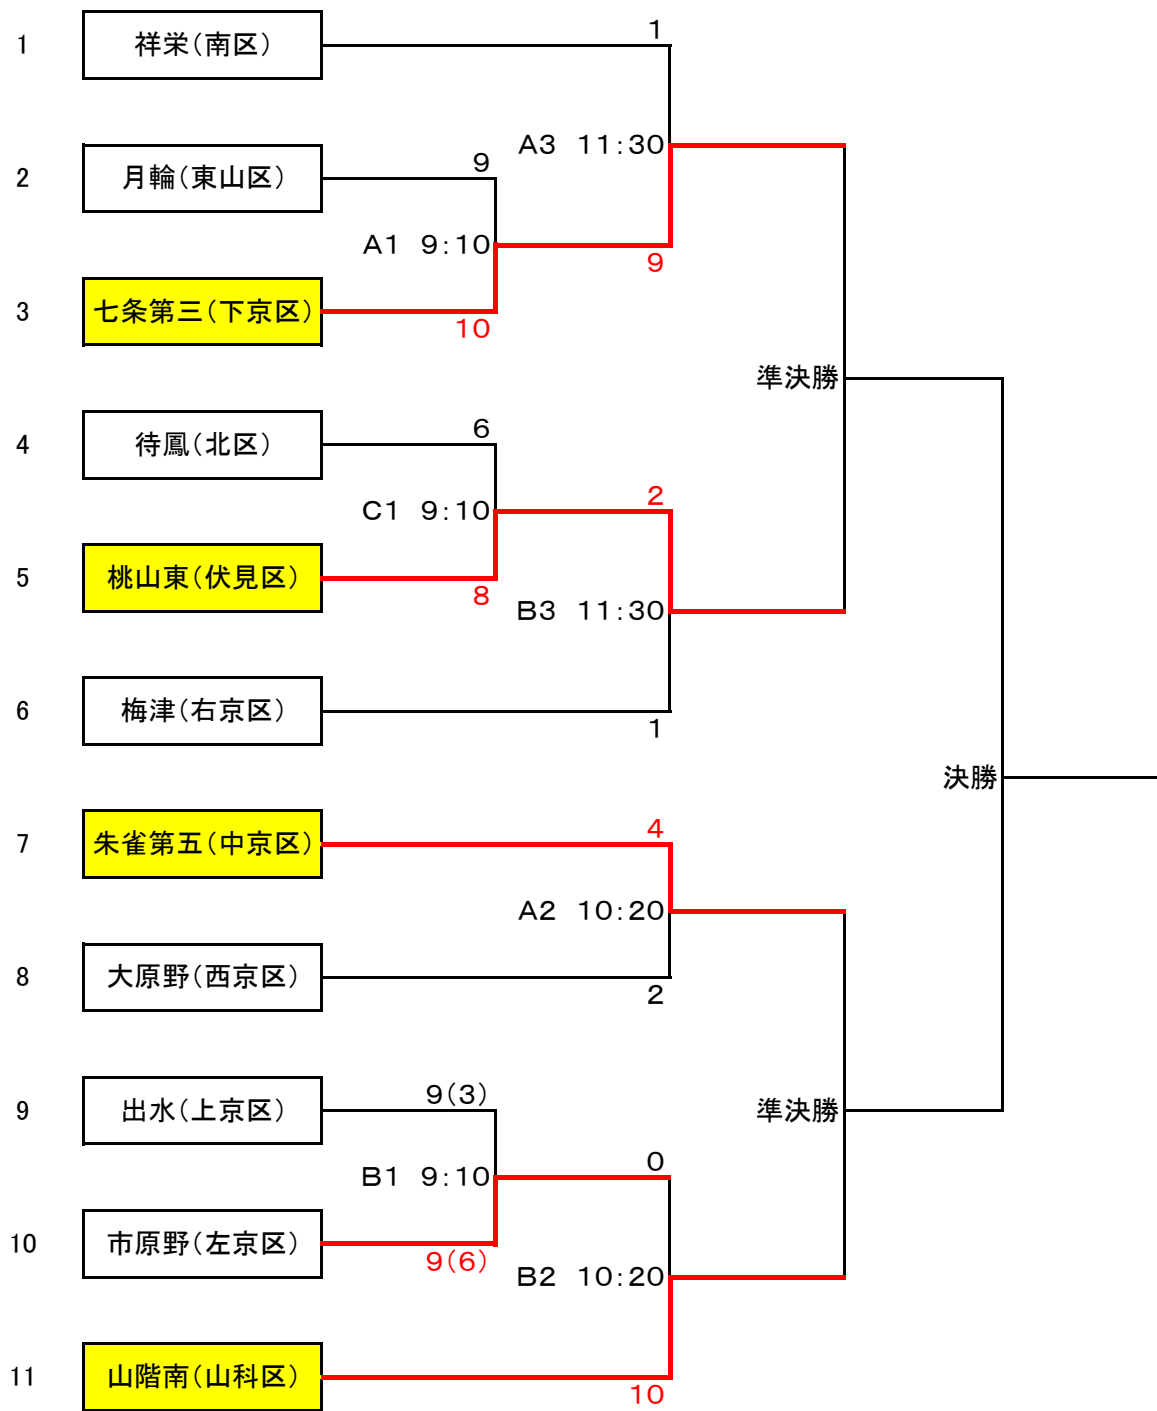 1
1 祥栄(南区)
A3 11:30
9
2 月輪(東山区)
A1 9:10
9
3 七条第三(下京区)
10
準決勝
6
4 待鳳(北区)
2
C1 9:10
5 桃山東(伏見区)
8
B3 11:30
6 梅津(右京区)
1
決勝
4
7 朱雀第五(中京区)
A2 10:20
8 大原野(西京区)
2
9(3)
9 出水(上京区)
準決勝
0
B1 9:10
10 市原野(左京区)
9(6)
B2 10:20
11 山階南(山科区)
10